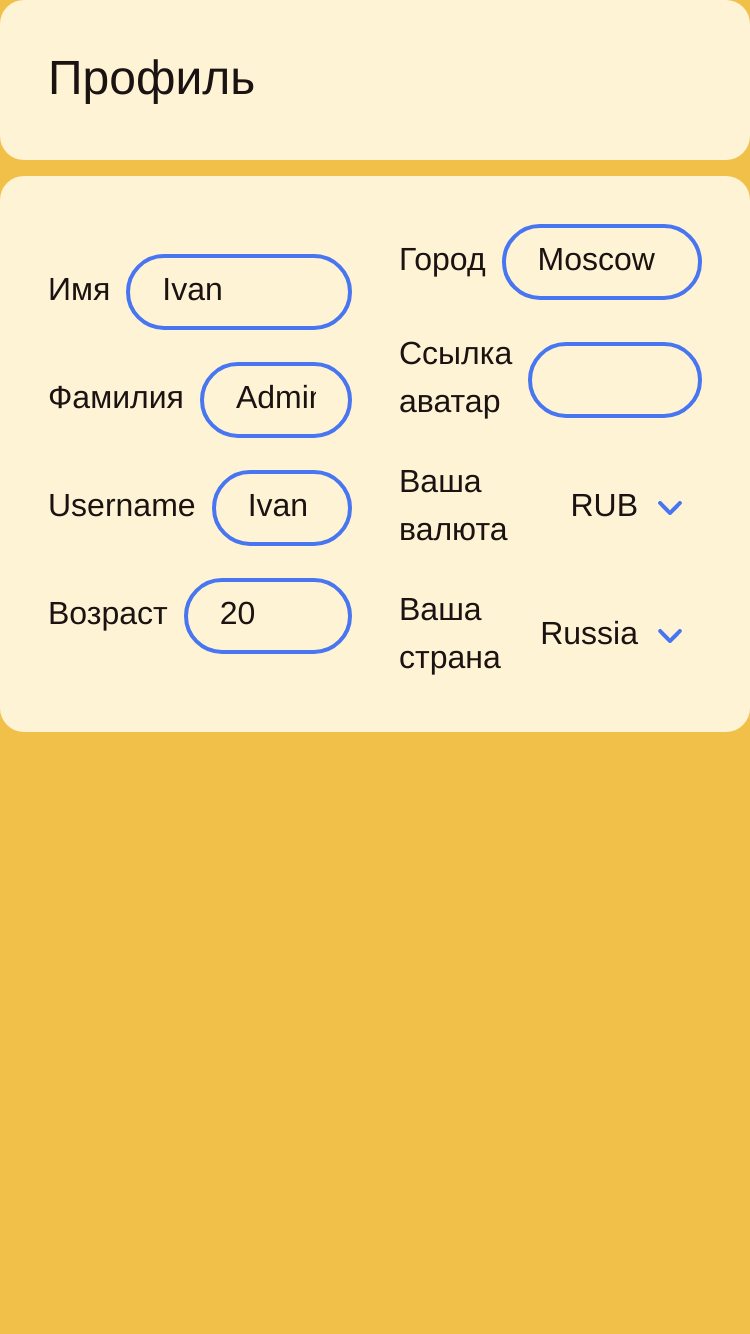 Профиль
Имя
Ivan
Фамилия
Admir
Username
Ivan
Возраст
20
Город
Moscow
Ссылка
аватар
Ваша
валюта
RUB
Ваша
страна
Russia